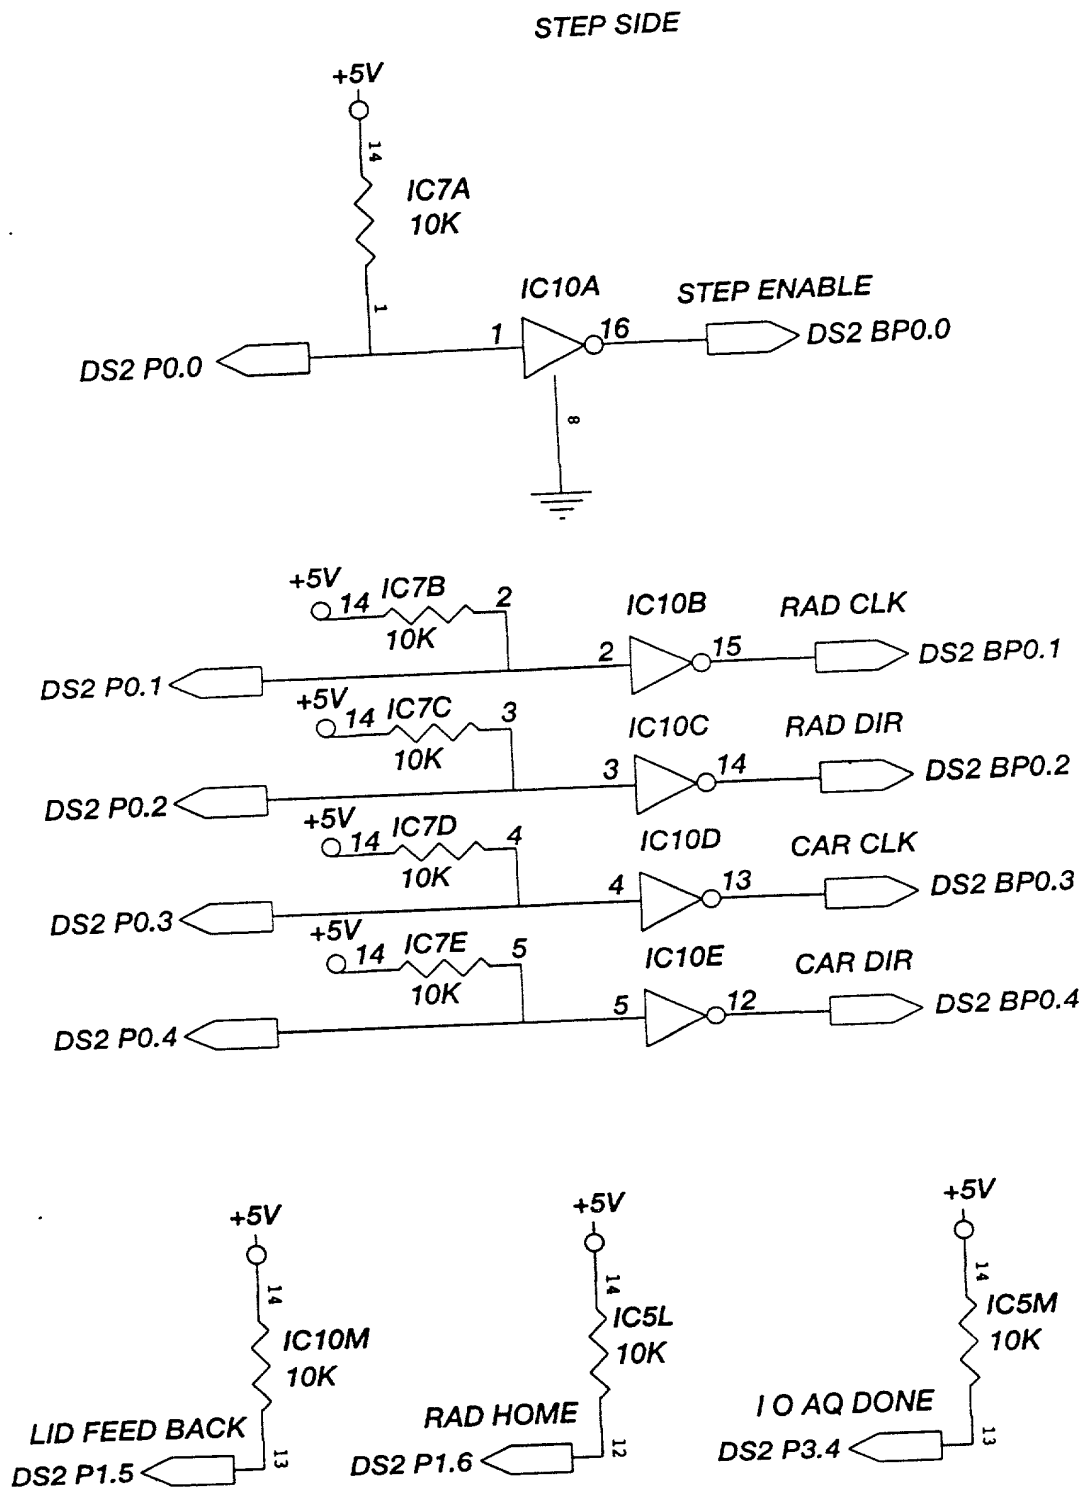 STEP SIDE
+5V
14
IC7A
10K
1
IC10A
STEP ENABLE
DS2 P0.0
1
16
DS2 BP0.0
8
+5V
14
IC7B
2
10K
IC10B
RAD CLK
DS2 P0.1
2
15
DS2 BP0.1
+5V
14
IC7C
3
10K
IC10C
RAD DIR
DS2 P0.2
3
14
DS2 BP0.2
+5V
14
IC7D
4
10K
IC10D
CAR CLK
DS2 P0.3
4
13
DS2 BP0.3
+5V
14
IC7E
5
10K
IC10E
CAR DIR
DS2 P0.4
5
12
DS2 BP0.4
+5V
14
IC10M
10K
LID FEED BACK
DS2 P1.5
13
+5V
14
IC5L
10K
RAD HOME
DS2 P1.6
12
+5V
14
IC5M
10K
I O AQ DONE
DS2 P3.4
13